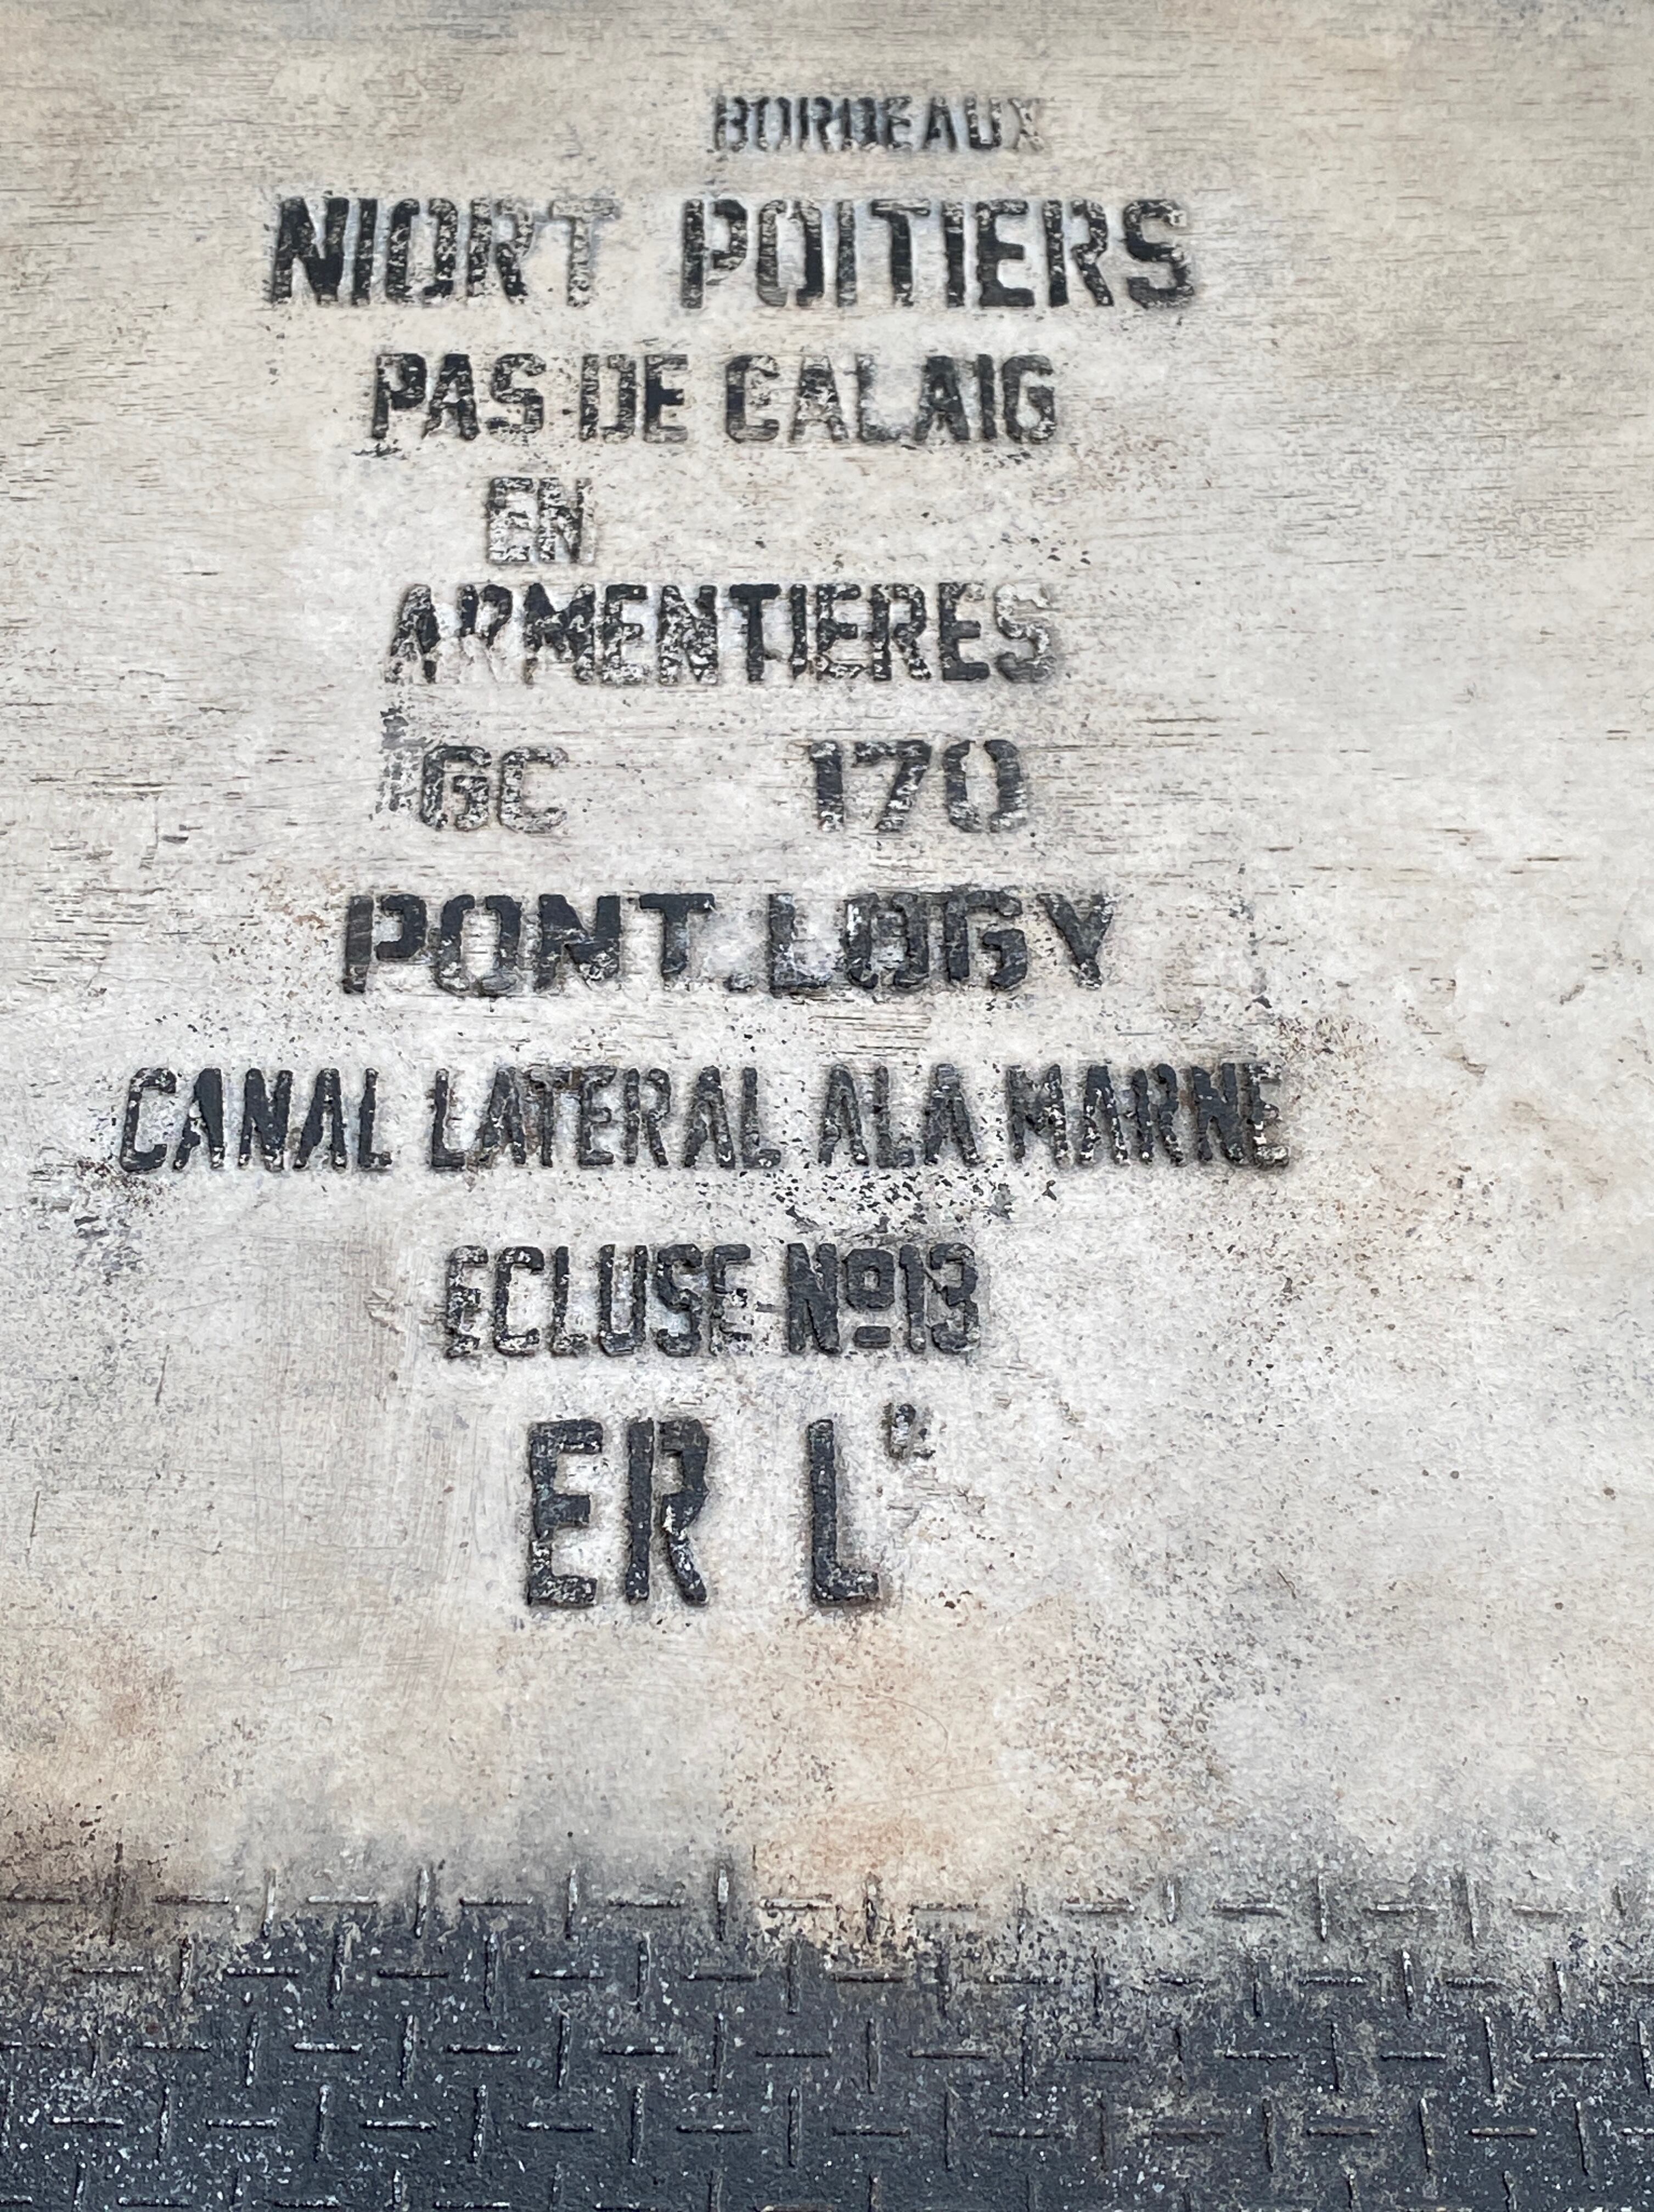 BORDEAUX
NIORT POITIERS
PAS DE CALAIG
EN
ARMENTIERES
GC 170
PONT.LOGY
CANAL LATERAL ALA MARNE
ECLUSE Nº13
ER L